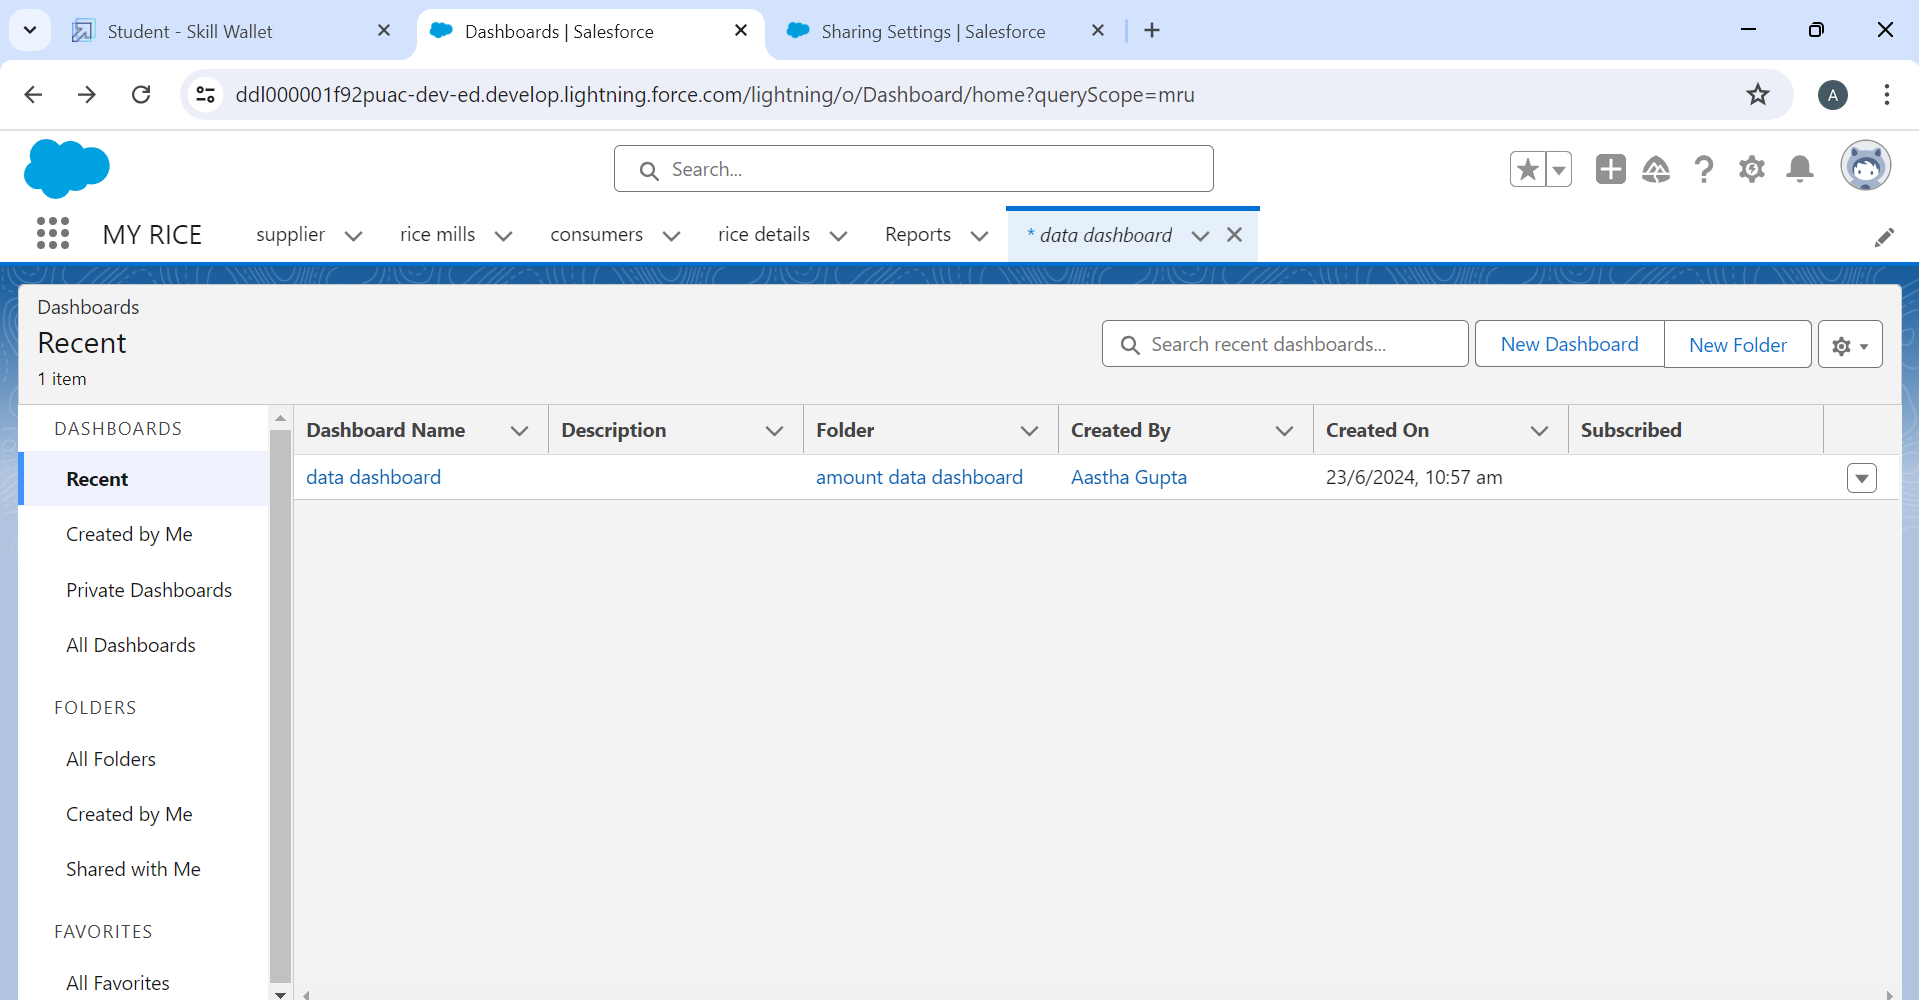 Student - Skill Wallet
Dashboards | Salesforce
Sharing Settings | Salesforce
ddl000001f92puac-dev-ed.develop.lightning.force.com/lightning/o/Dashboard/home?queryScope=mru
A
Search...
MY RICE
supplier
rice mills
consumers
rice details
Reports
* data dashboard
Dashboards
Recent
1 item
Search recent dashboards...
New Dashboard
New Folder
DASHBOARDS
Recent
Created by Me
Private Dashboards
All Dashboards
FOLDERS
All Folders
Created by Me
Shared with Me
FAVORITES
All Favorites
Dashboard Name Description Folder Created By Created On Subscribed
data dashboard amount data dashboard Aastha Gupta 23/6/2024, 10:57 am